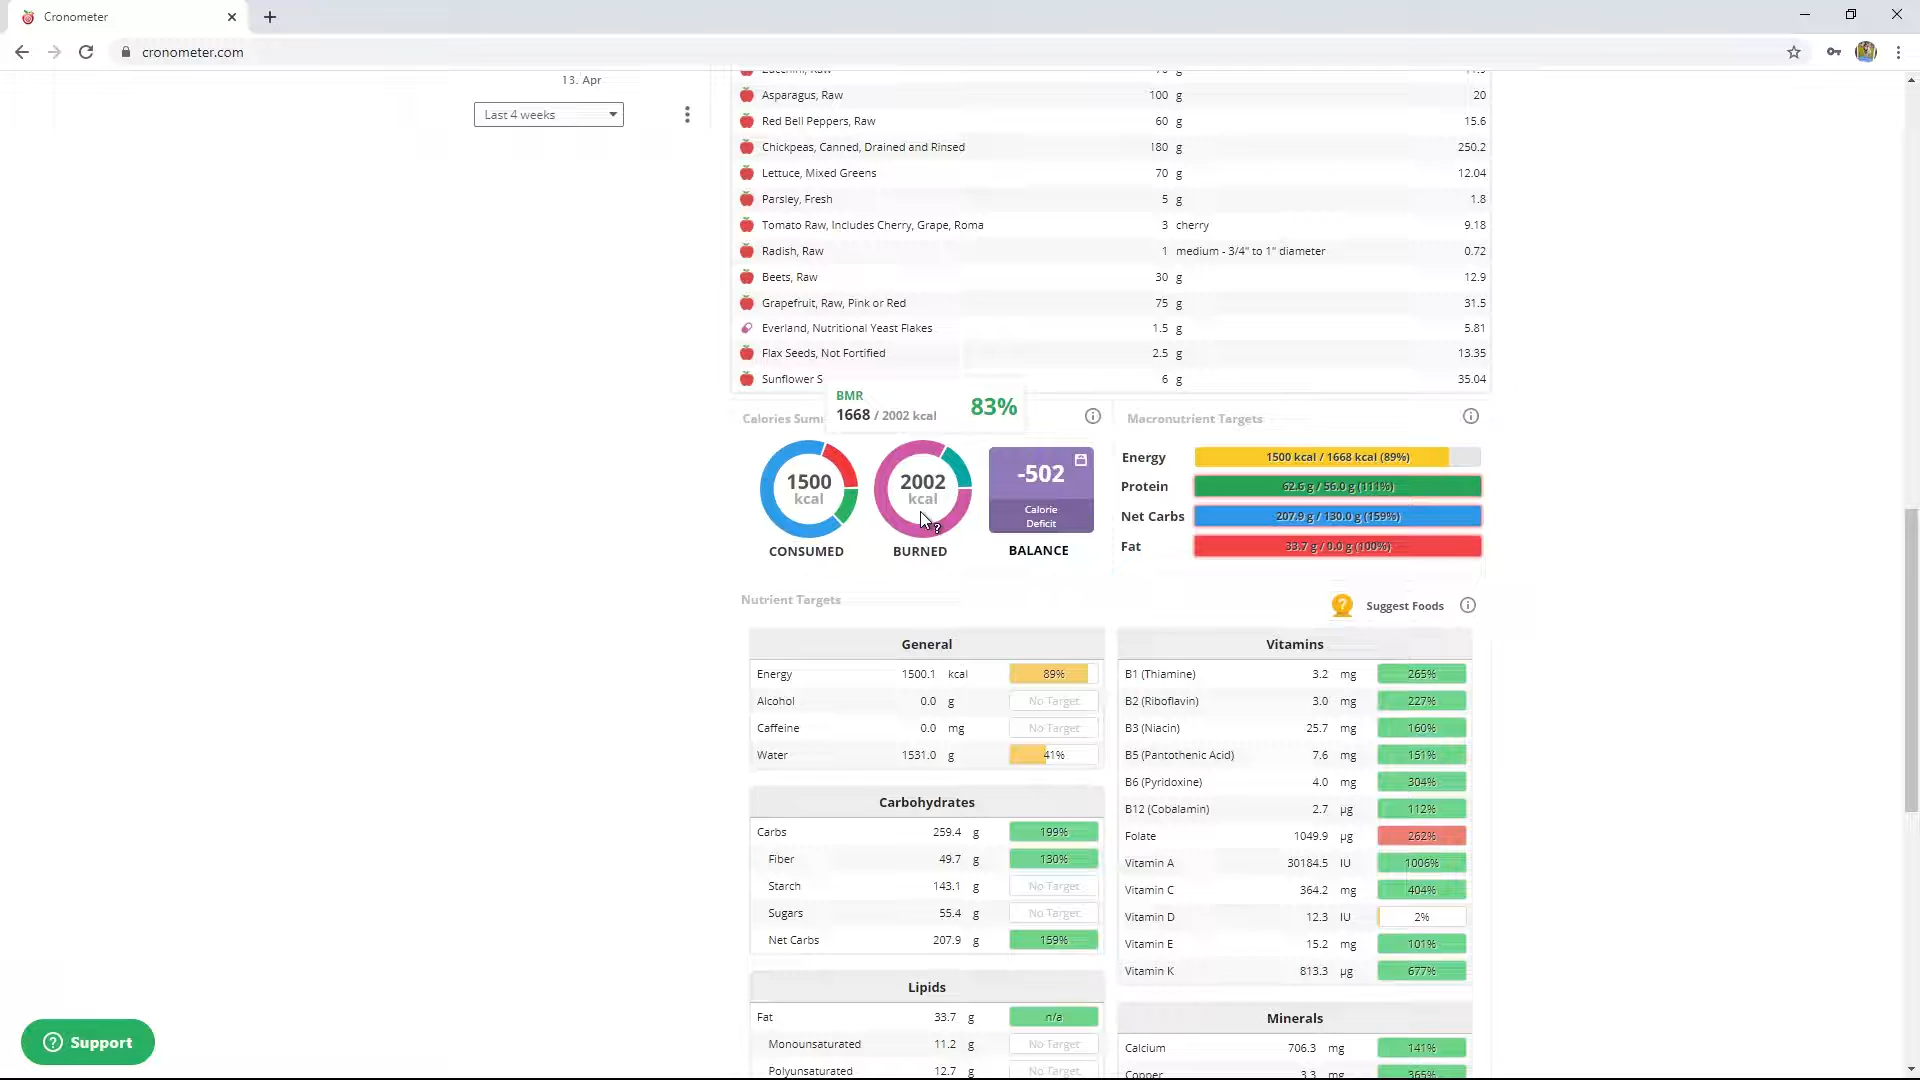 Cronometer
cronometer.com
13. Apr
Last 4 weeks
Zucchini, Raw
Asparagus, Raw 100 g 20
Red Bell Peppers, Raw 60 g 15.6
Chickpeas, Canned, Drained and Rinsed 180 g 250.2
Lettuce, Mixed Greens 70 g 12.04
Parsley, Fresh 5 g 1.8
Tomato Raw, Includes Cherry, Grape, Roma 3 cherry 9.18
Radish, Raw 1 medium - 3/4" to 1" diameter 0.72
Beets, Raw 30 g 12.9
Grapefruit, Raw, Pink or Red 75 g 31.5
Everland, Nutritional Yeast Flakes 1.5 g 5.81
Flax Seeds, Not Fortified 2.5 g 13.35
Sunflower S 6 g 35.04
BMR
1668 / 2002 kcal 83%
Calories Summ
1500 kcal
CONSUMED
2002 kcal
BURNED
-502
Calorie
Deficit
BALANCE
Macronutrient Targets
Energy 1500 kcal / 1668 kcal (89%)
Protein 62.6 g / 56.0 g (111%)
Net Carbs 207.9 g / 130.0 g (159%)
Fat 33.7 g / 0.0 g (100%)
Nutrient Targets
Suggest Foods
General
Energy 1500.1 kcal 89%
Alcohol 0.0 g No Target
Caffeine 0.0 mg No Target
Water 1531.0 g 41%
Carbohydrates
Carbs 259.4 g 199%
Fiber 49.7 g 130%
Starch 143.1 g No Target
Sugars 55.4 g No Target
Net Carbs 207.9 g 159%
Lipids
Fat 33.7 g n/a
Monounsaturated 11.2 g No Target
Polyunsaturated 12.7 g No Target
Vitamins
B1 (Thiamine) 3.2 mg 265%
B2 (Riboflavin) 3.0 mg 227%
B3 (Niacin) 25.7 mg 160%
B5 (Pantothenic Acid) 7.6 mg 151%
B6 (Pyridoxine) 4.0 mg 304%
B12 (Cobalamin) 2.7 µg 112%
Folate 1049.9 µg 262%
Vitamin A 30184.5 IU 1006%
Vitamin C 364.2 mg 404%
Vitamin D 12.3 IU 2%
Vitamin E 15.2 mg 101%
Vitamin K 813.3 µg 677%
Minerals
Calcium 706.3 mg 141%
Copper 3.3 mg 365%
Support